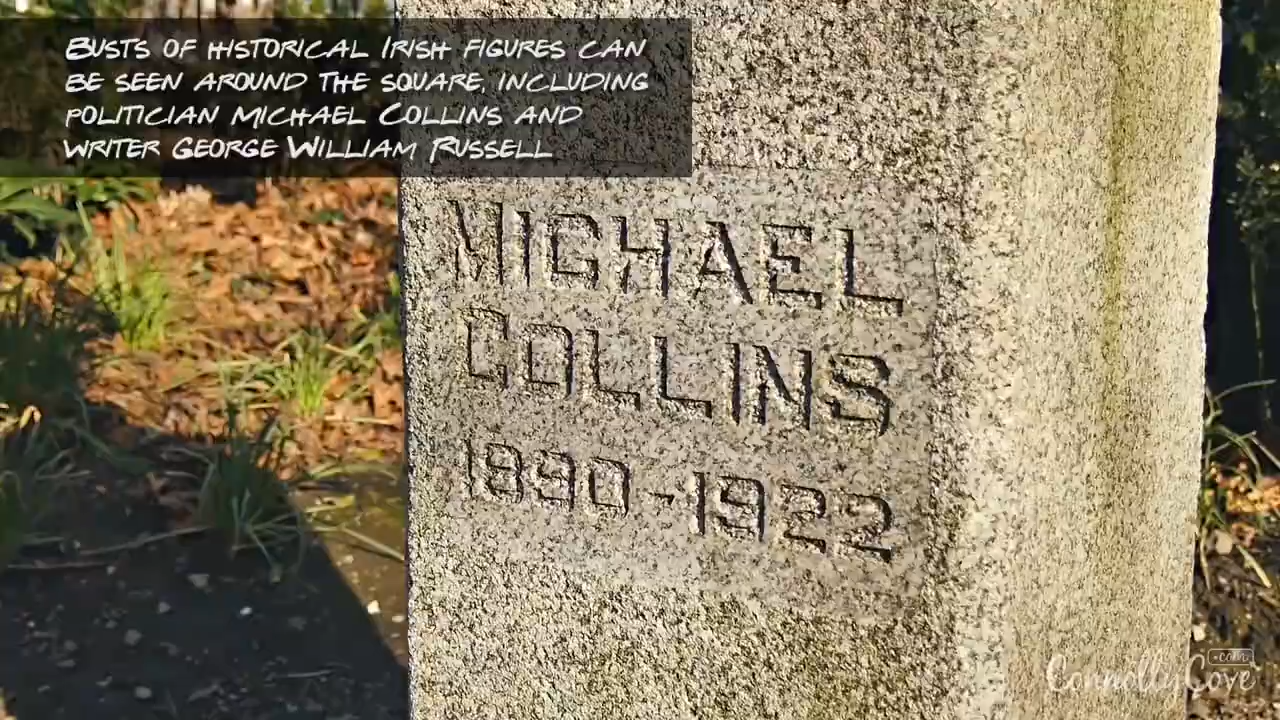 Busts of historical Irish figures can
be seen around the square, including
politician Michael Collins and
writer George William Russell
MICHAEL
COLLINS
1890-1922
ConnollyCove
.com